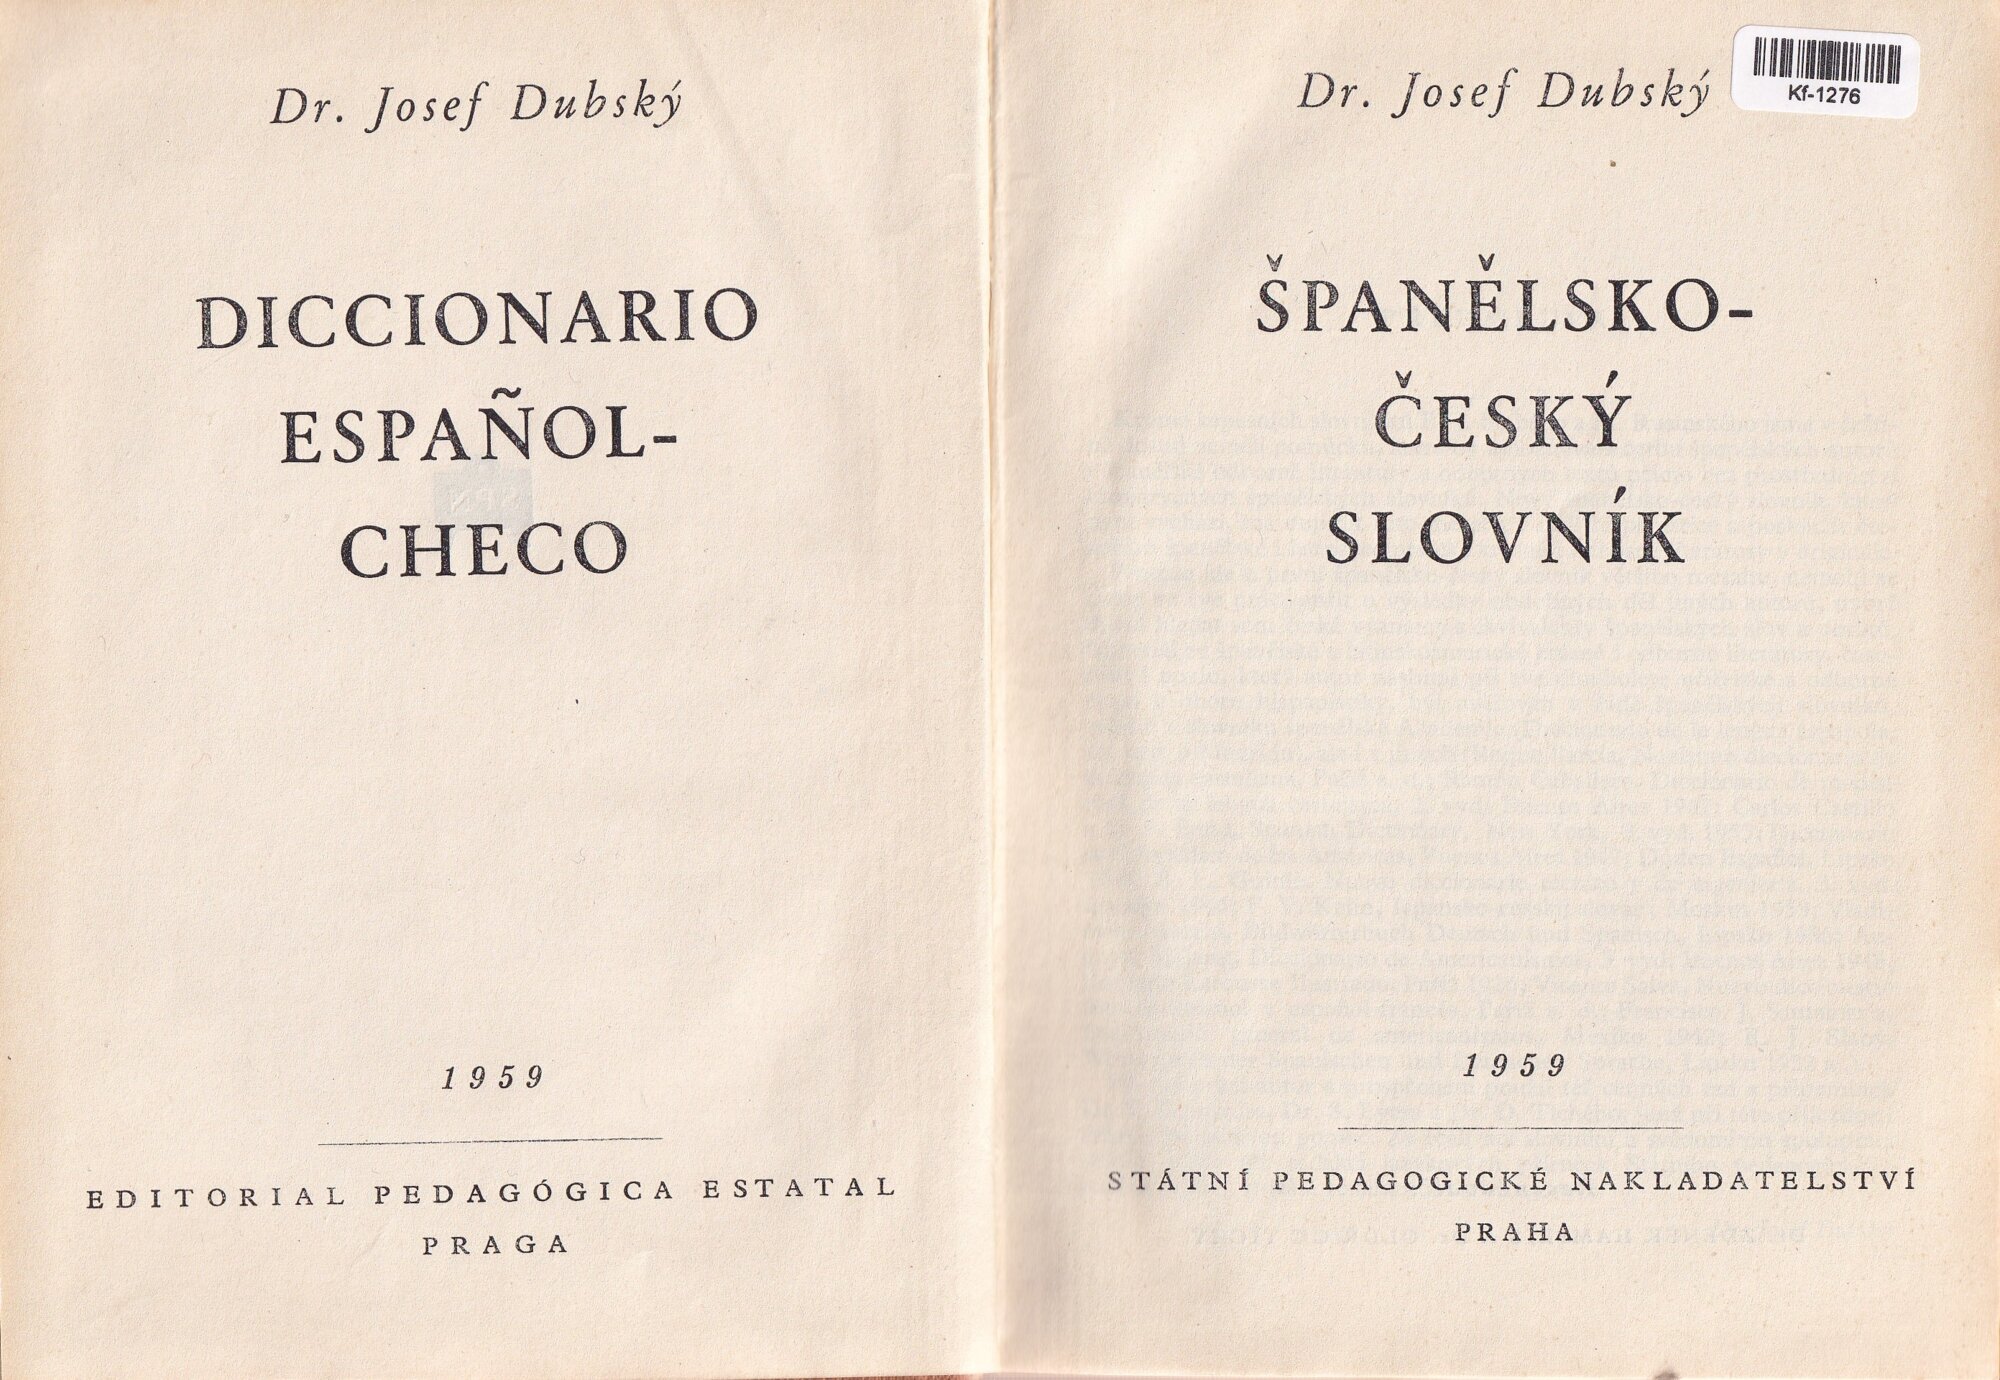 Dr. Josef Dubský
DICCIONARIO
ESPAÑOL-
CHECO
1959
EDITORIAL PEDAGÓGICA ESTATAL
PRAGA
Kf-1276
Dr. Josef Dubský
ŠPANĚLSKO-
ČESKÝ
SLOVNÍK
1959
STÁTNÍ PEDAGOGICKÉ NAKLADATELSTVÍ
PRAHA